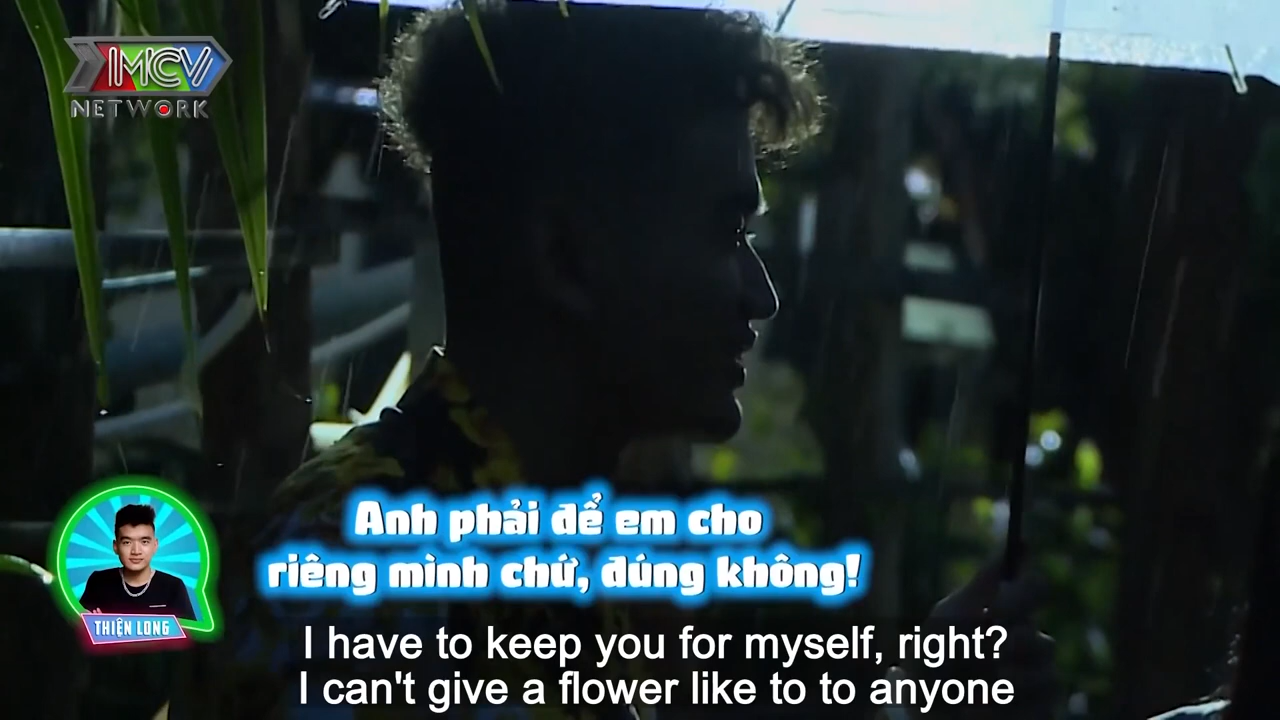 MCV
NETWORK
Anh phải để em cho
riêng mình chứ, đúng không!
THIỆN LONG
I have to keep you for myself, right?
I can't give a flower like to to anyone